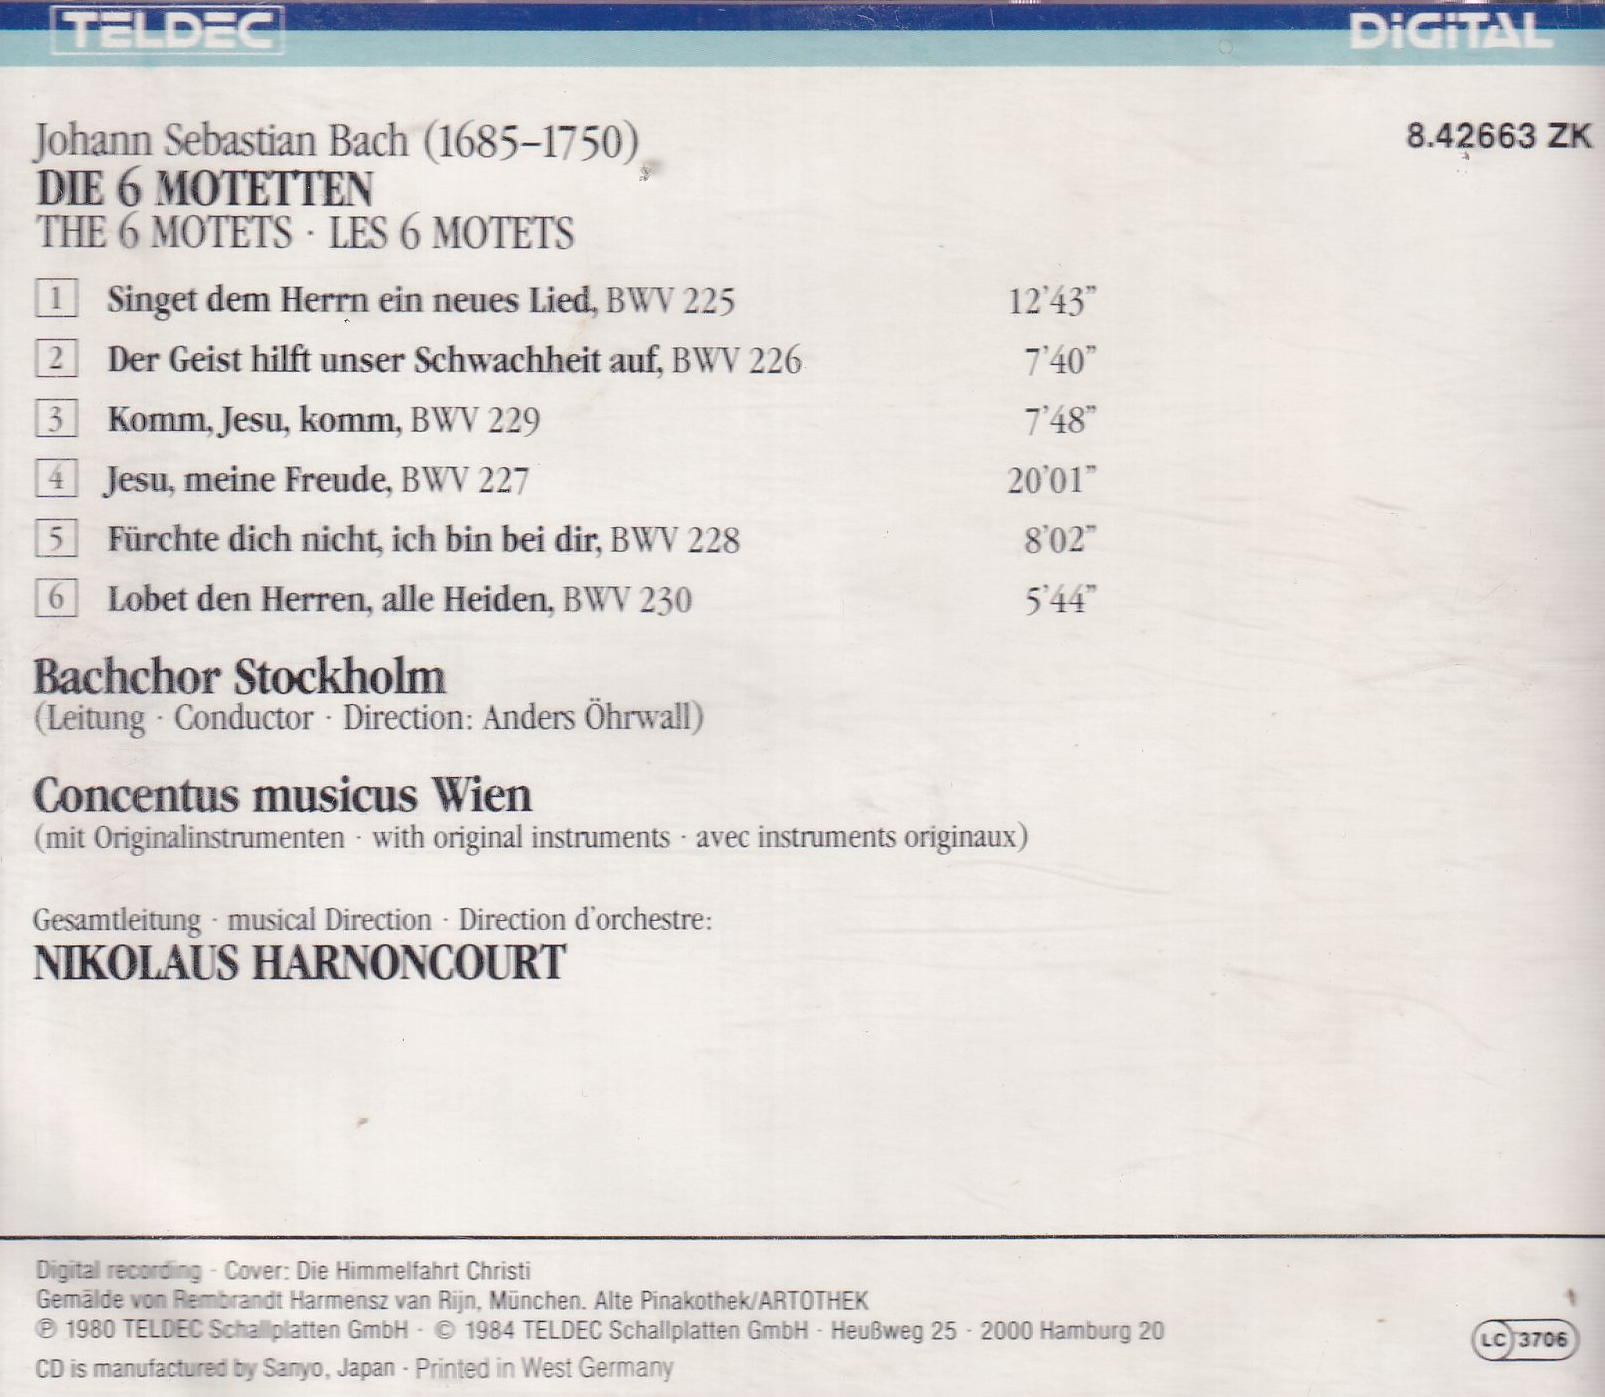 TELDEC DiGiTAL
Johann Sebastian Bach (1685–1750) 8.42663 ZK
DIE 6 MOTETTEN
THE 6 MOTETS · LES 6 MOTETS
1 Singet dem Herrn ein neues Lied, BWV 225 12’43”
2 Der Geist hilft unser Schwachheit auf, BWV 226 7’40”
3 Komm, Jesu, komm, BWV 229 7’48”
4 Jesu, meine Freude, BWV 227 20’01”
5 Fürchte dich nicht, ich bin bei dir, BWV 228 8’02”
6 Lobet den Herren, alle Heiden, BWV 230 5’44”
Bachchor Stockholm
(Leitung · Conductor · Direction: Anders Öhrwall)
Concentus musicus Wien
(mit Originalinstrumenten · with original instruments · avec instruments originaux)
Gesamtleitung · musical Direction · Direction d’orchestre:
NIKOLAUS HARNONCOURT
Digital recording · Cover: Die Himmelfahrt Christi
Gemälde von Rembrandt Harmensz van Rijn, München. Alte Pinakothek/ARTOTHEK
℗ 1980 TELDEC Schallplatten GmbH · © 1984 TELDEC Schallplatten GmbH · Heußweg 25 · 2000 Hamburg 20
LC 3706
CD is manufactured by Sanyo, Japan · Printed in West Germany